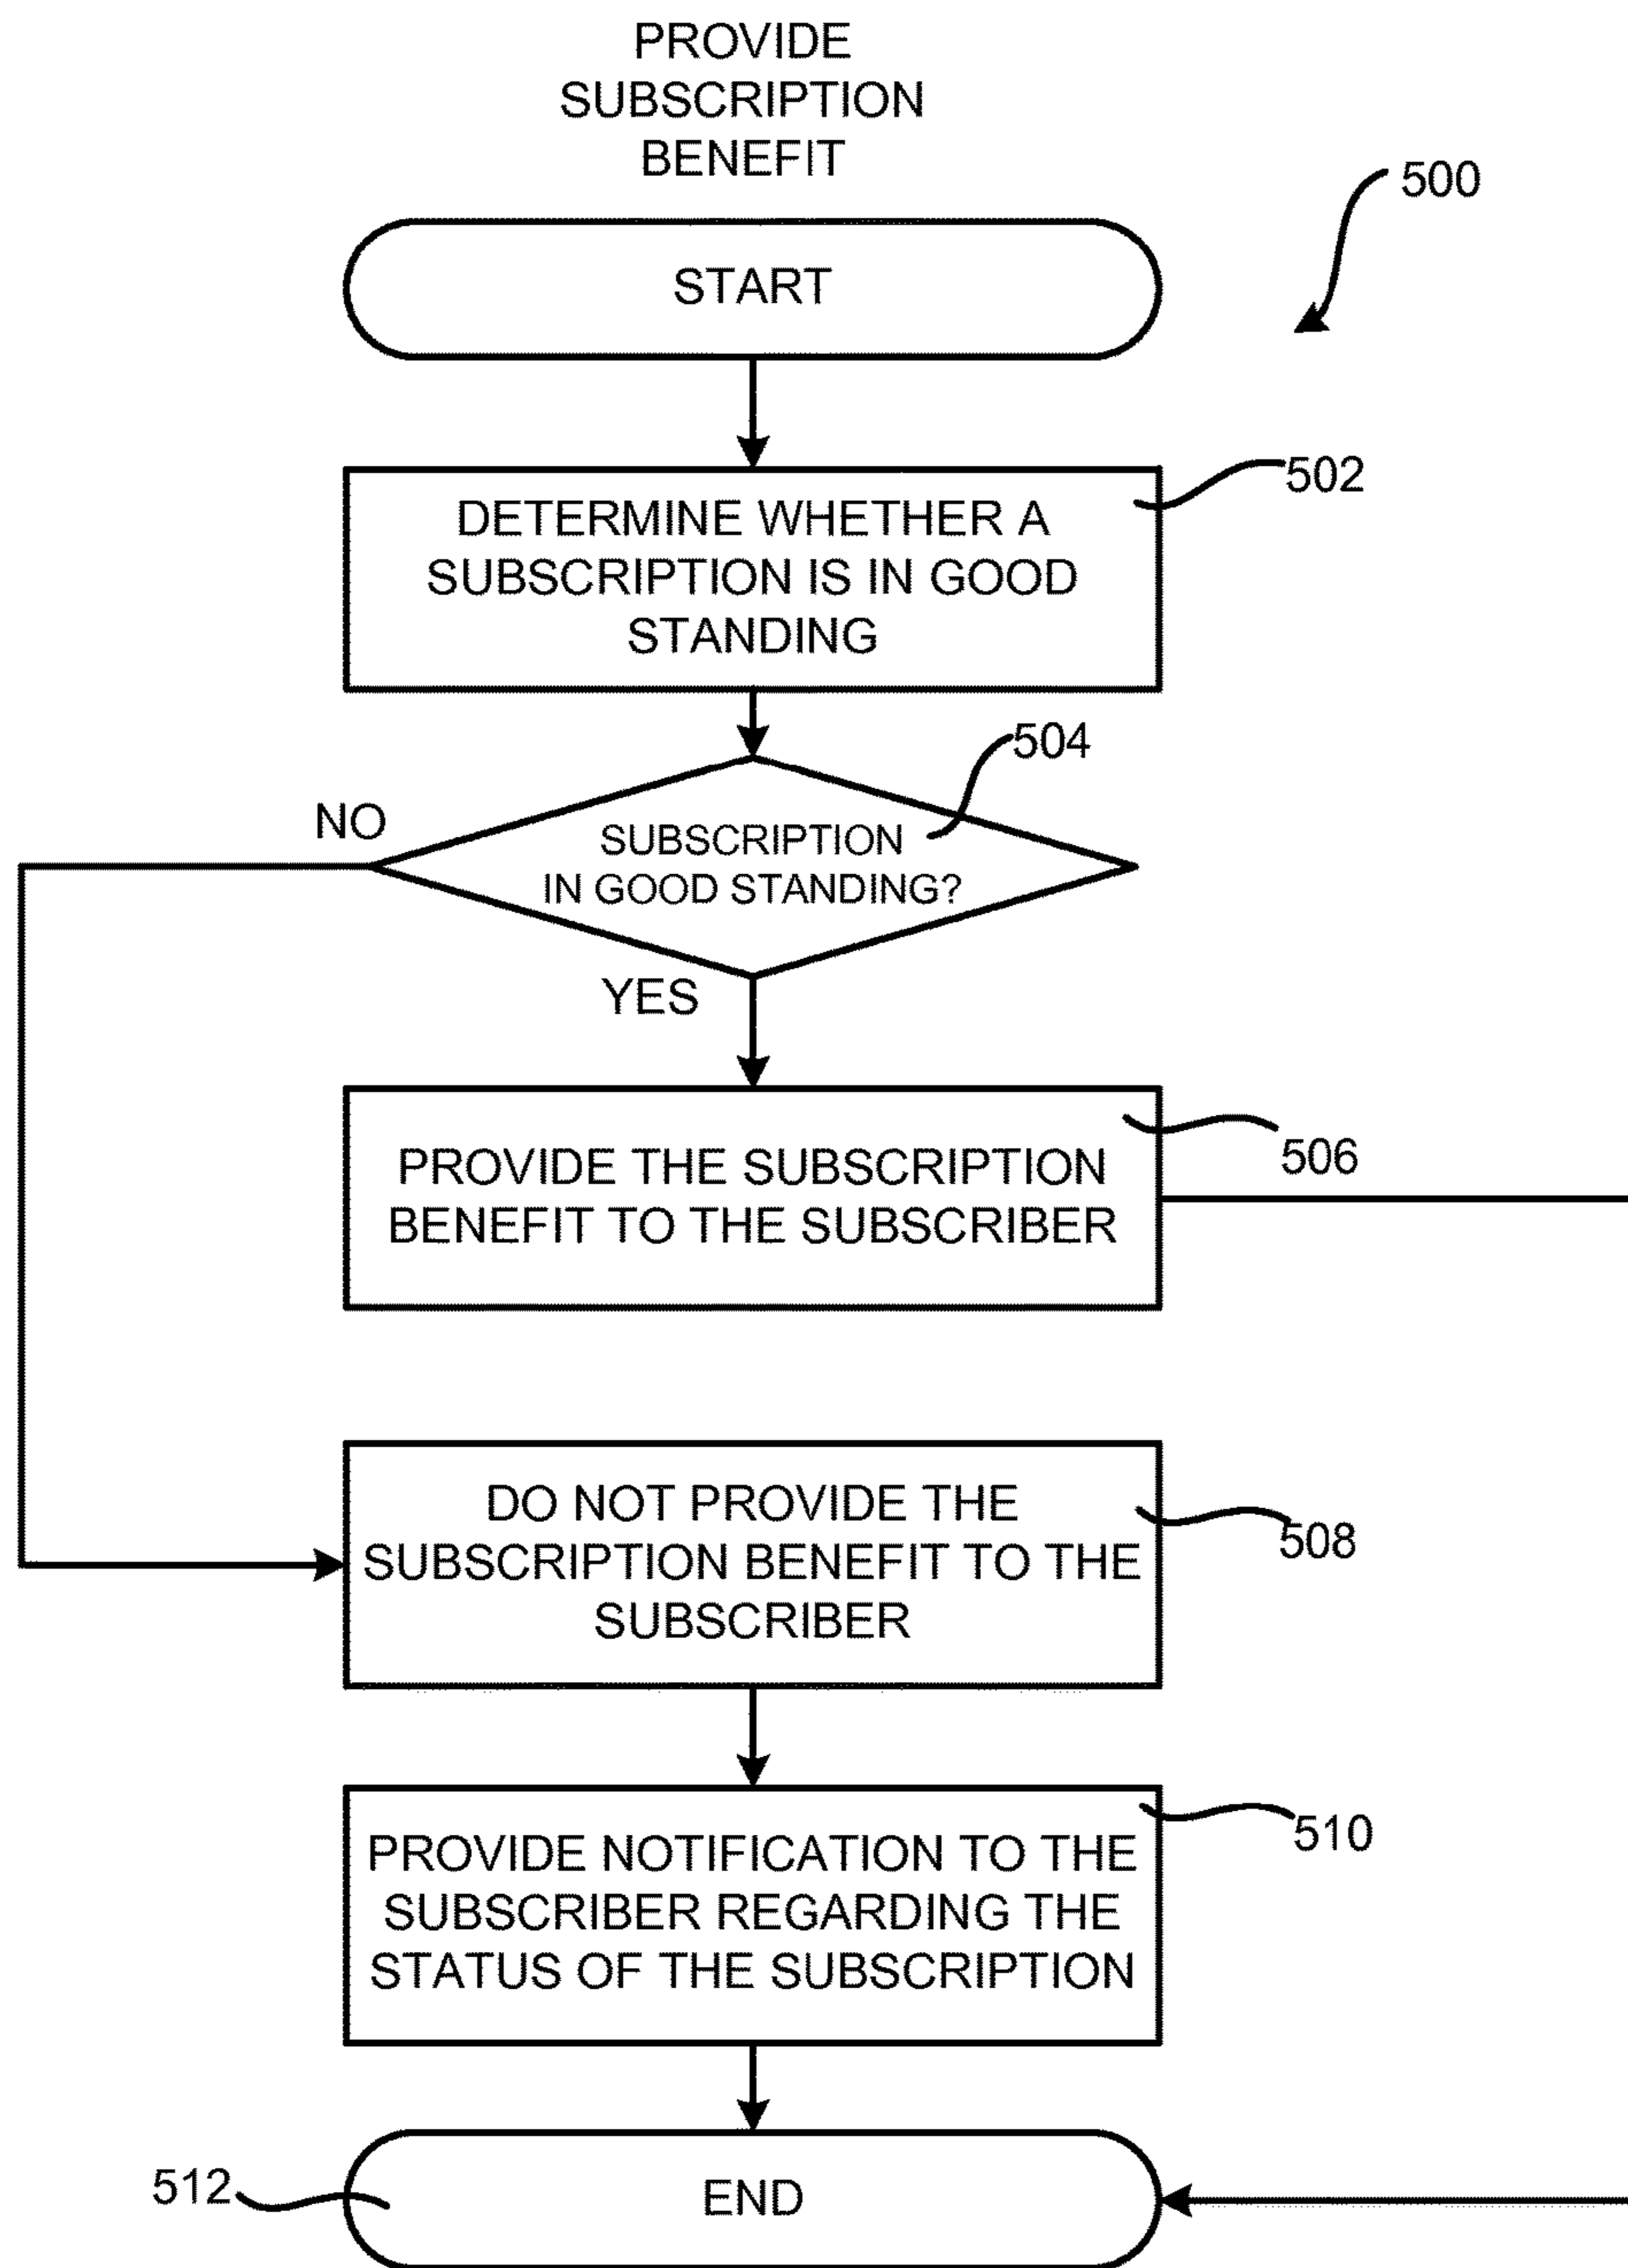 PROVIDE
SUBSCRIPTION
BENEFIT
500
START
502
DETERMINE WHETHER A
SUBSCRIPTION IS IN GOOD
STANDING
504
NO
SUBSCRIPTION
IN GOOD STANDING?
YES
506
PROVIDE THE SUBSCRIPTION
BENEFIT TO THE SUBSCRIBER
DO NOT PROVIDE THE
508
SUBSCRIPTION BENEFIT TO THE
SUBSCRIBER
510
PROVIDE NOTIFICATION TO THE
SUBSCRIBER REGARDING THE
STATUS OF THE SUBSCRIPTION
512
END